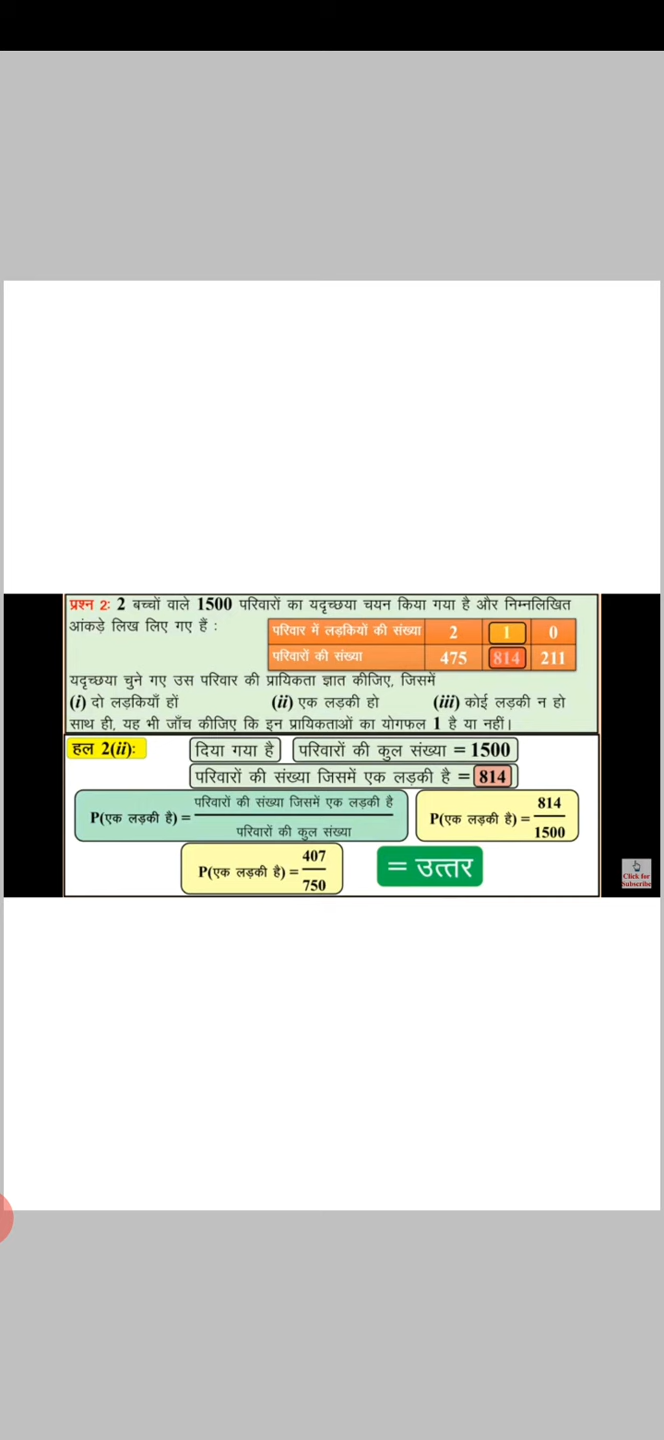 प्रश्न 2: 2 बच्चों वाले 1500 परिवारों का यदृच्छया चयन किया गया है और निम्नलिखित
आंकड़े लिख लिए गए हैं :
परिवार में लड़कियों की संख्या 2 1 0
परिवारों की संख्या 475 814 211
यदृच्छया चुने गए उस परिवार की प्रायिकता ज्ञात कीजिए, जिसमें
(i) दो लड़कियाँ हों (ii) एक लड़की हो (iii) कोई लड़की न हो
साथ ही, यह भी जाँच कीजिए कि इन प्रायिकताओं का योगफल 1 है या नहीं।
हल 2(ii): दिया गया है परिवारों की कुल संख्या = 1500
परिवारों की संख्या जिसमें एक लड़की है = 814
P(एक लड़की है) = परिवारों की संख्या जिसमें एक लड़की है / परिवारों की कुल संख्या
P(एक लड़की है) = 814 / 1500
P(एक लड़की है) = 407 / 750
= उत्तर
Click for
Subscribe